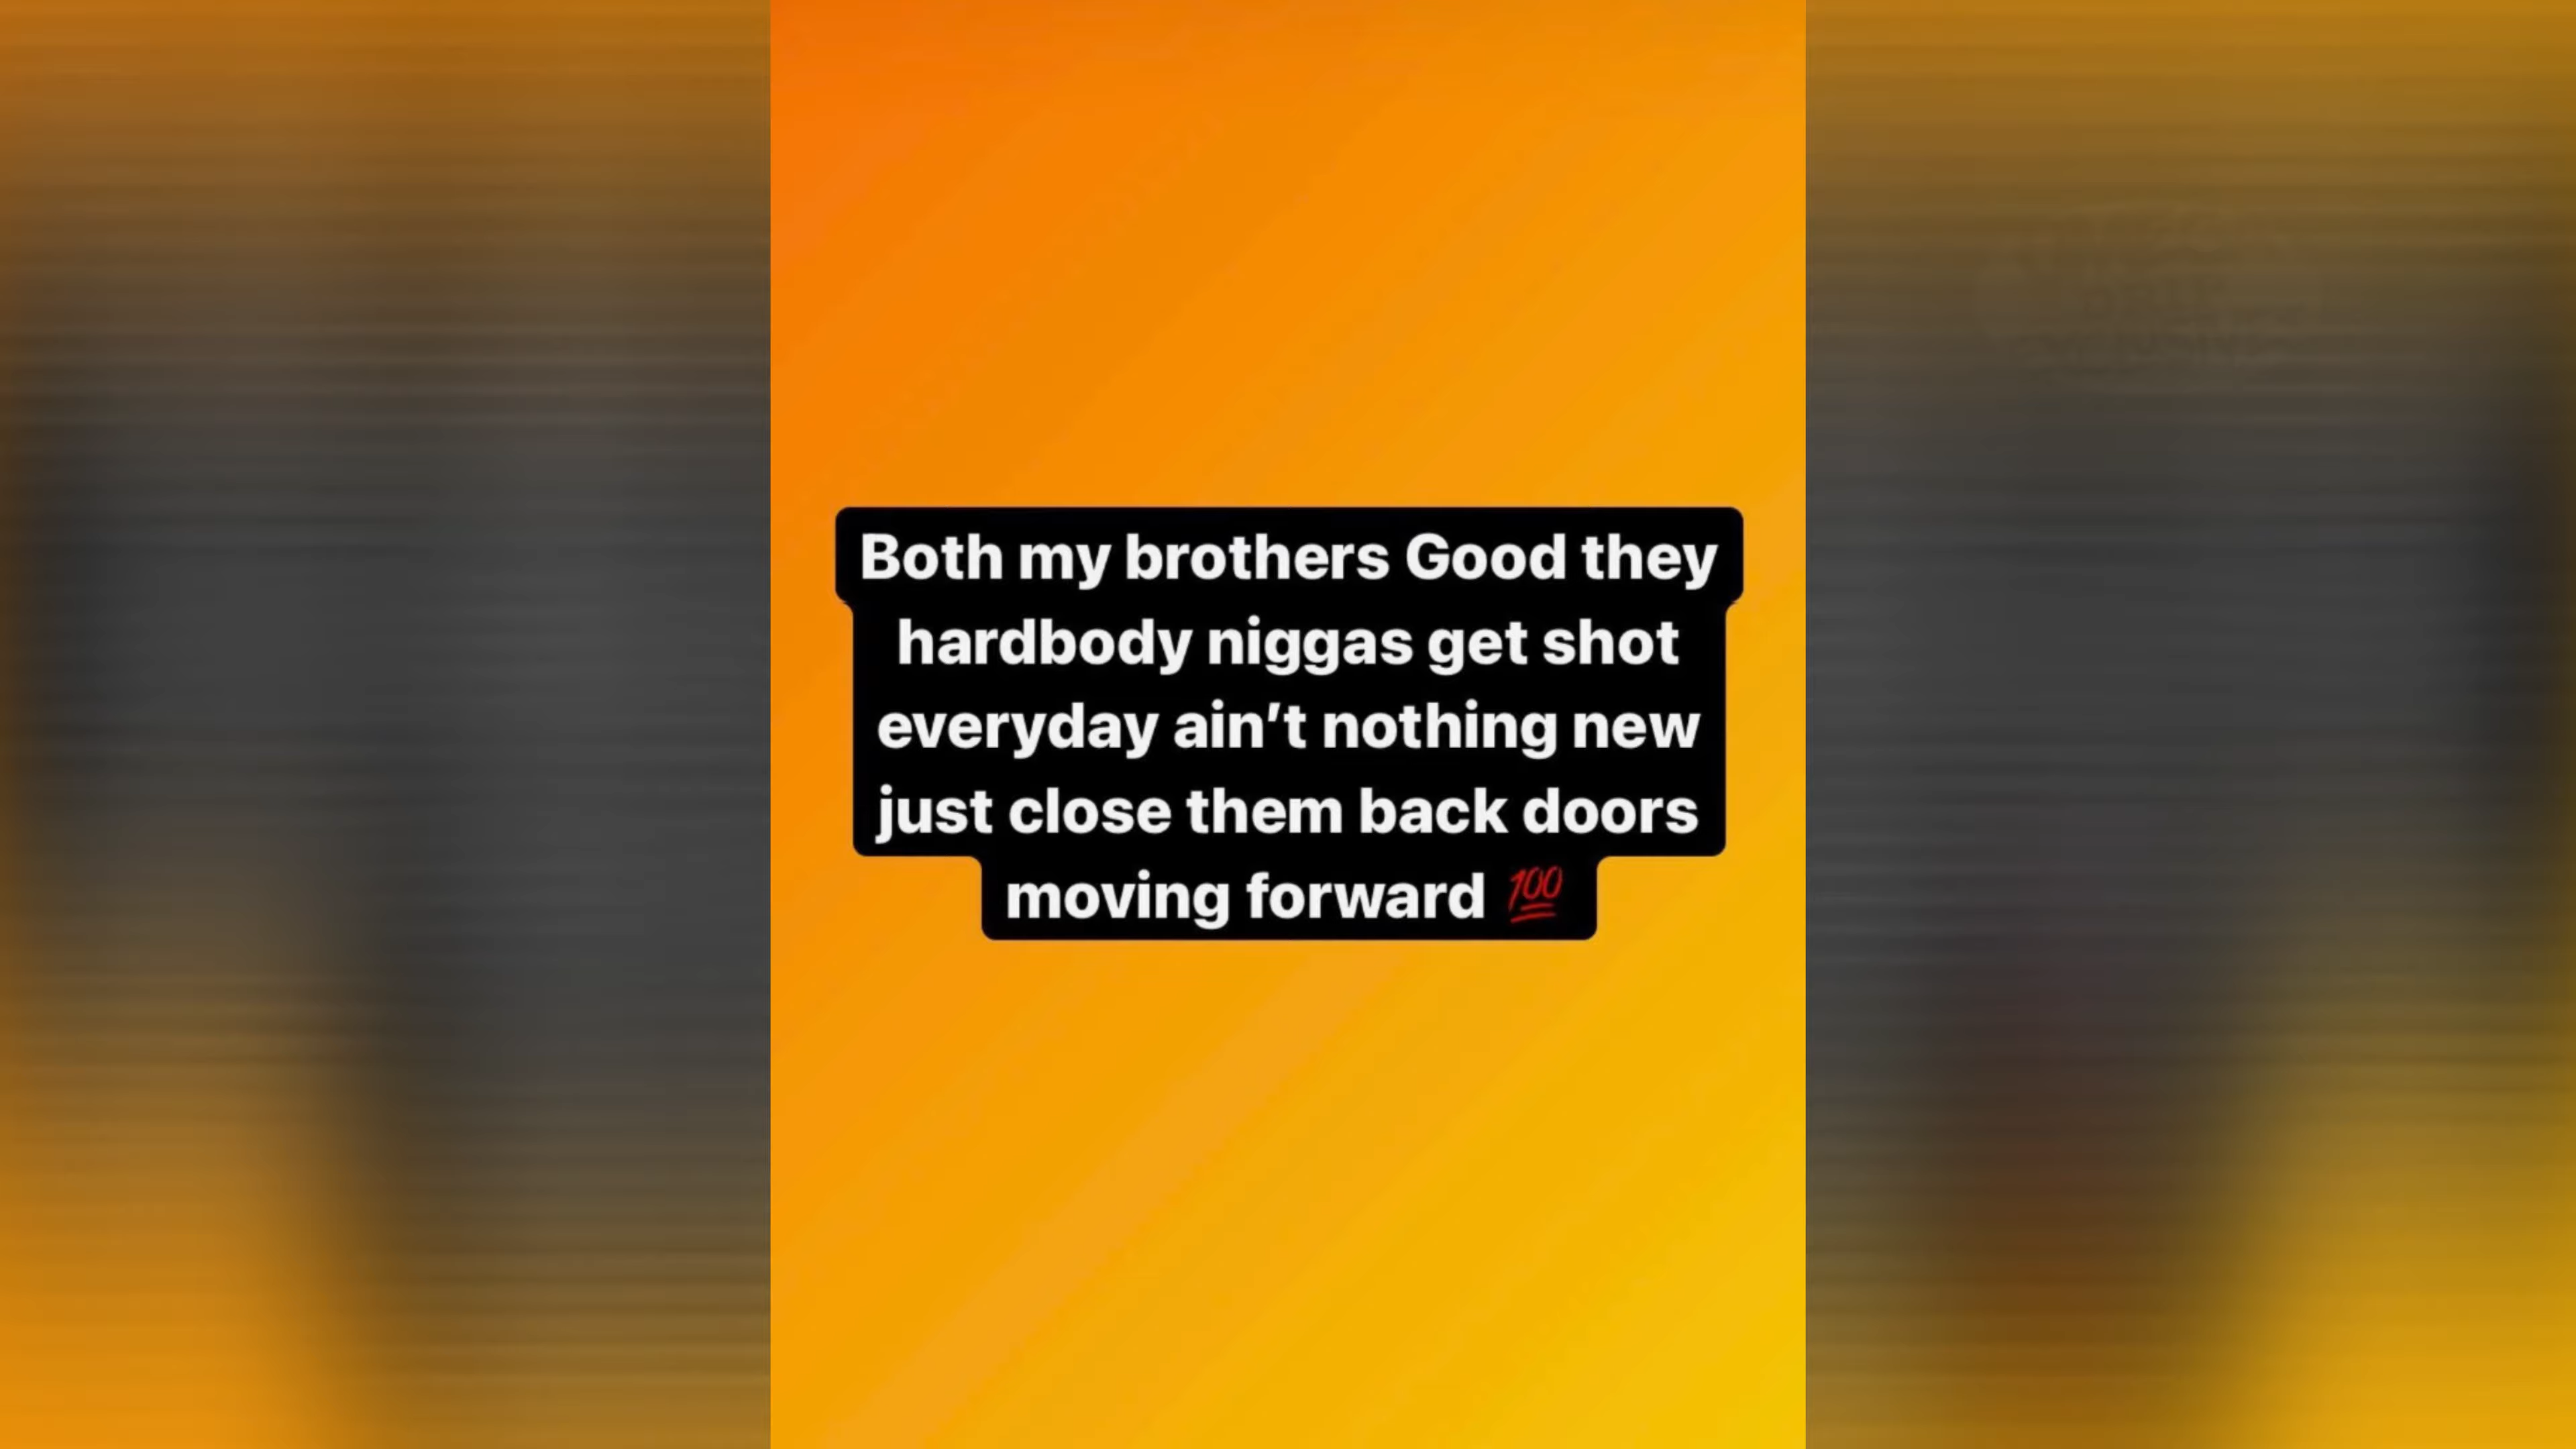 Both my brothers Good they
hardbody niggas get shot
everyday ain’t nothing new
just close them back doors
moving forward 💯